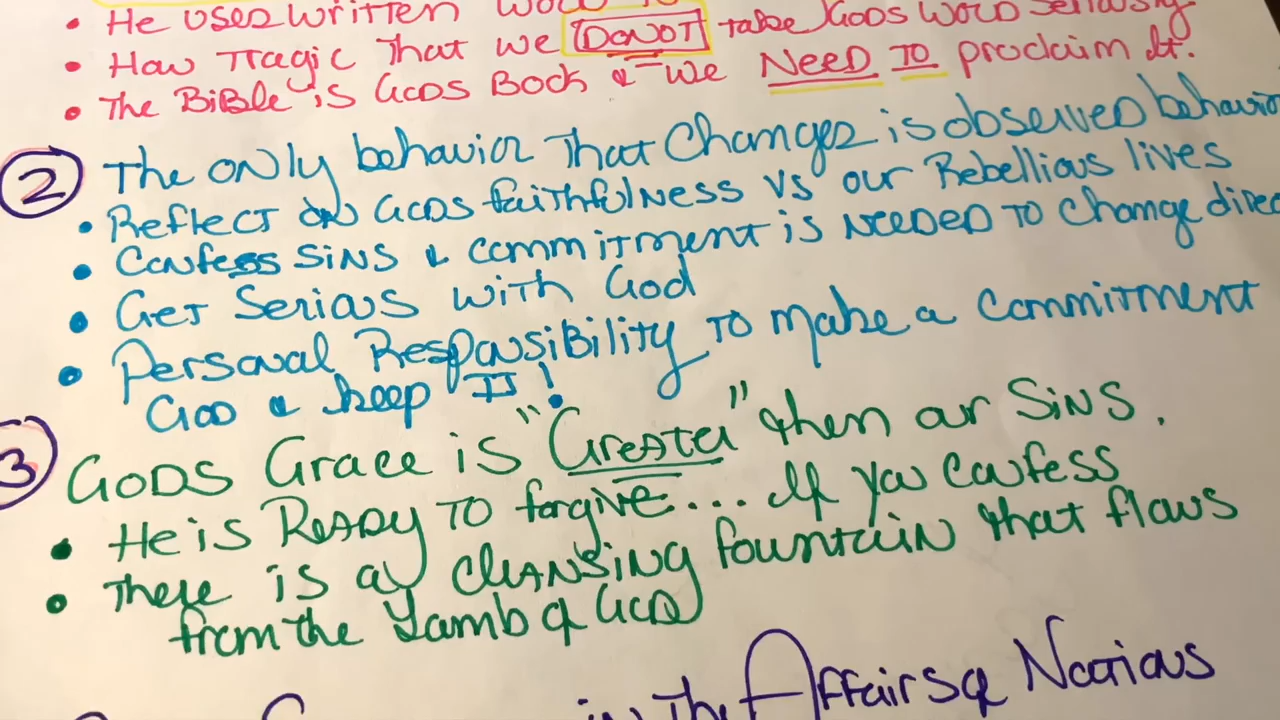 • He uses written
• How Tragic That we DO NOT take Gods Word seriously
• The Bible is Gods Book & we NEED TO proclaim It.
② The only behavior That Changes is observed behavior
• Reflect on Gods faithfulness vs our Rebellious lives
• Confess sins & commitment is Needed To change direc
• Get Serious with God
• Personal Responsibility To make a commitment
God & keep It!
③ GODS Grace is "Greater" then our Sins.
• He is Ready To forgive... If you Confess
• There is a cleansing fountain that flows
from the Lamb of God
in The Affairs of Nations